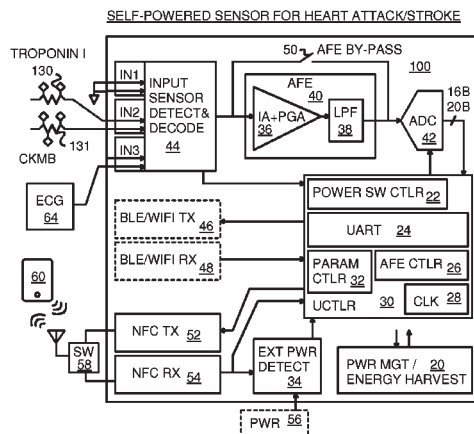 SELF-POWERED SENSOR FOR HEART ATTACK/STROKE
TROPONIN I
130
131
CKMB
IN1
IN2
IN3
INPUT
SENSOR
DETECT&
DECODE
44
50
AFE BY-PASS
100
AFE
40
IA+PGA
36
LPF
38
ADC
42
16B
20B
ECG
64
POWER SW CTLR 22
BLE/WIFI TX
46
UART
24
BLE/WIFI RX
48
PARAM
CTLR 32
AFE CTLR 26
60
UCTLR
30
CLK 28
NFC TX
52
SW
58
NFC RX
54
EXT PWR
DETECT
34
PWR MGT / 20
ENERGY HARVEST
PWR 56